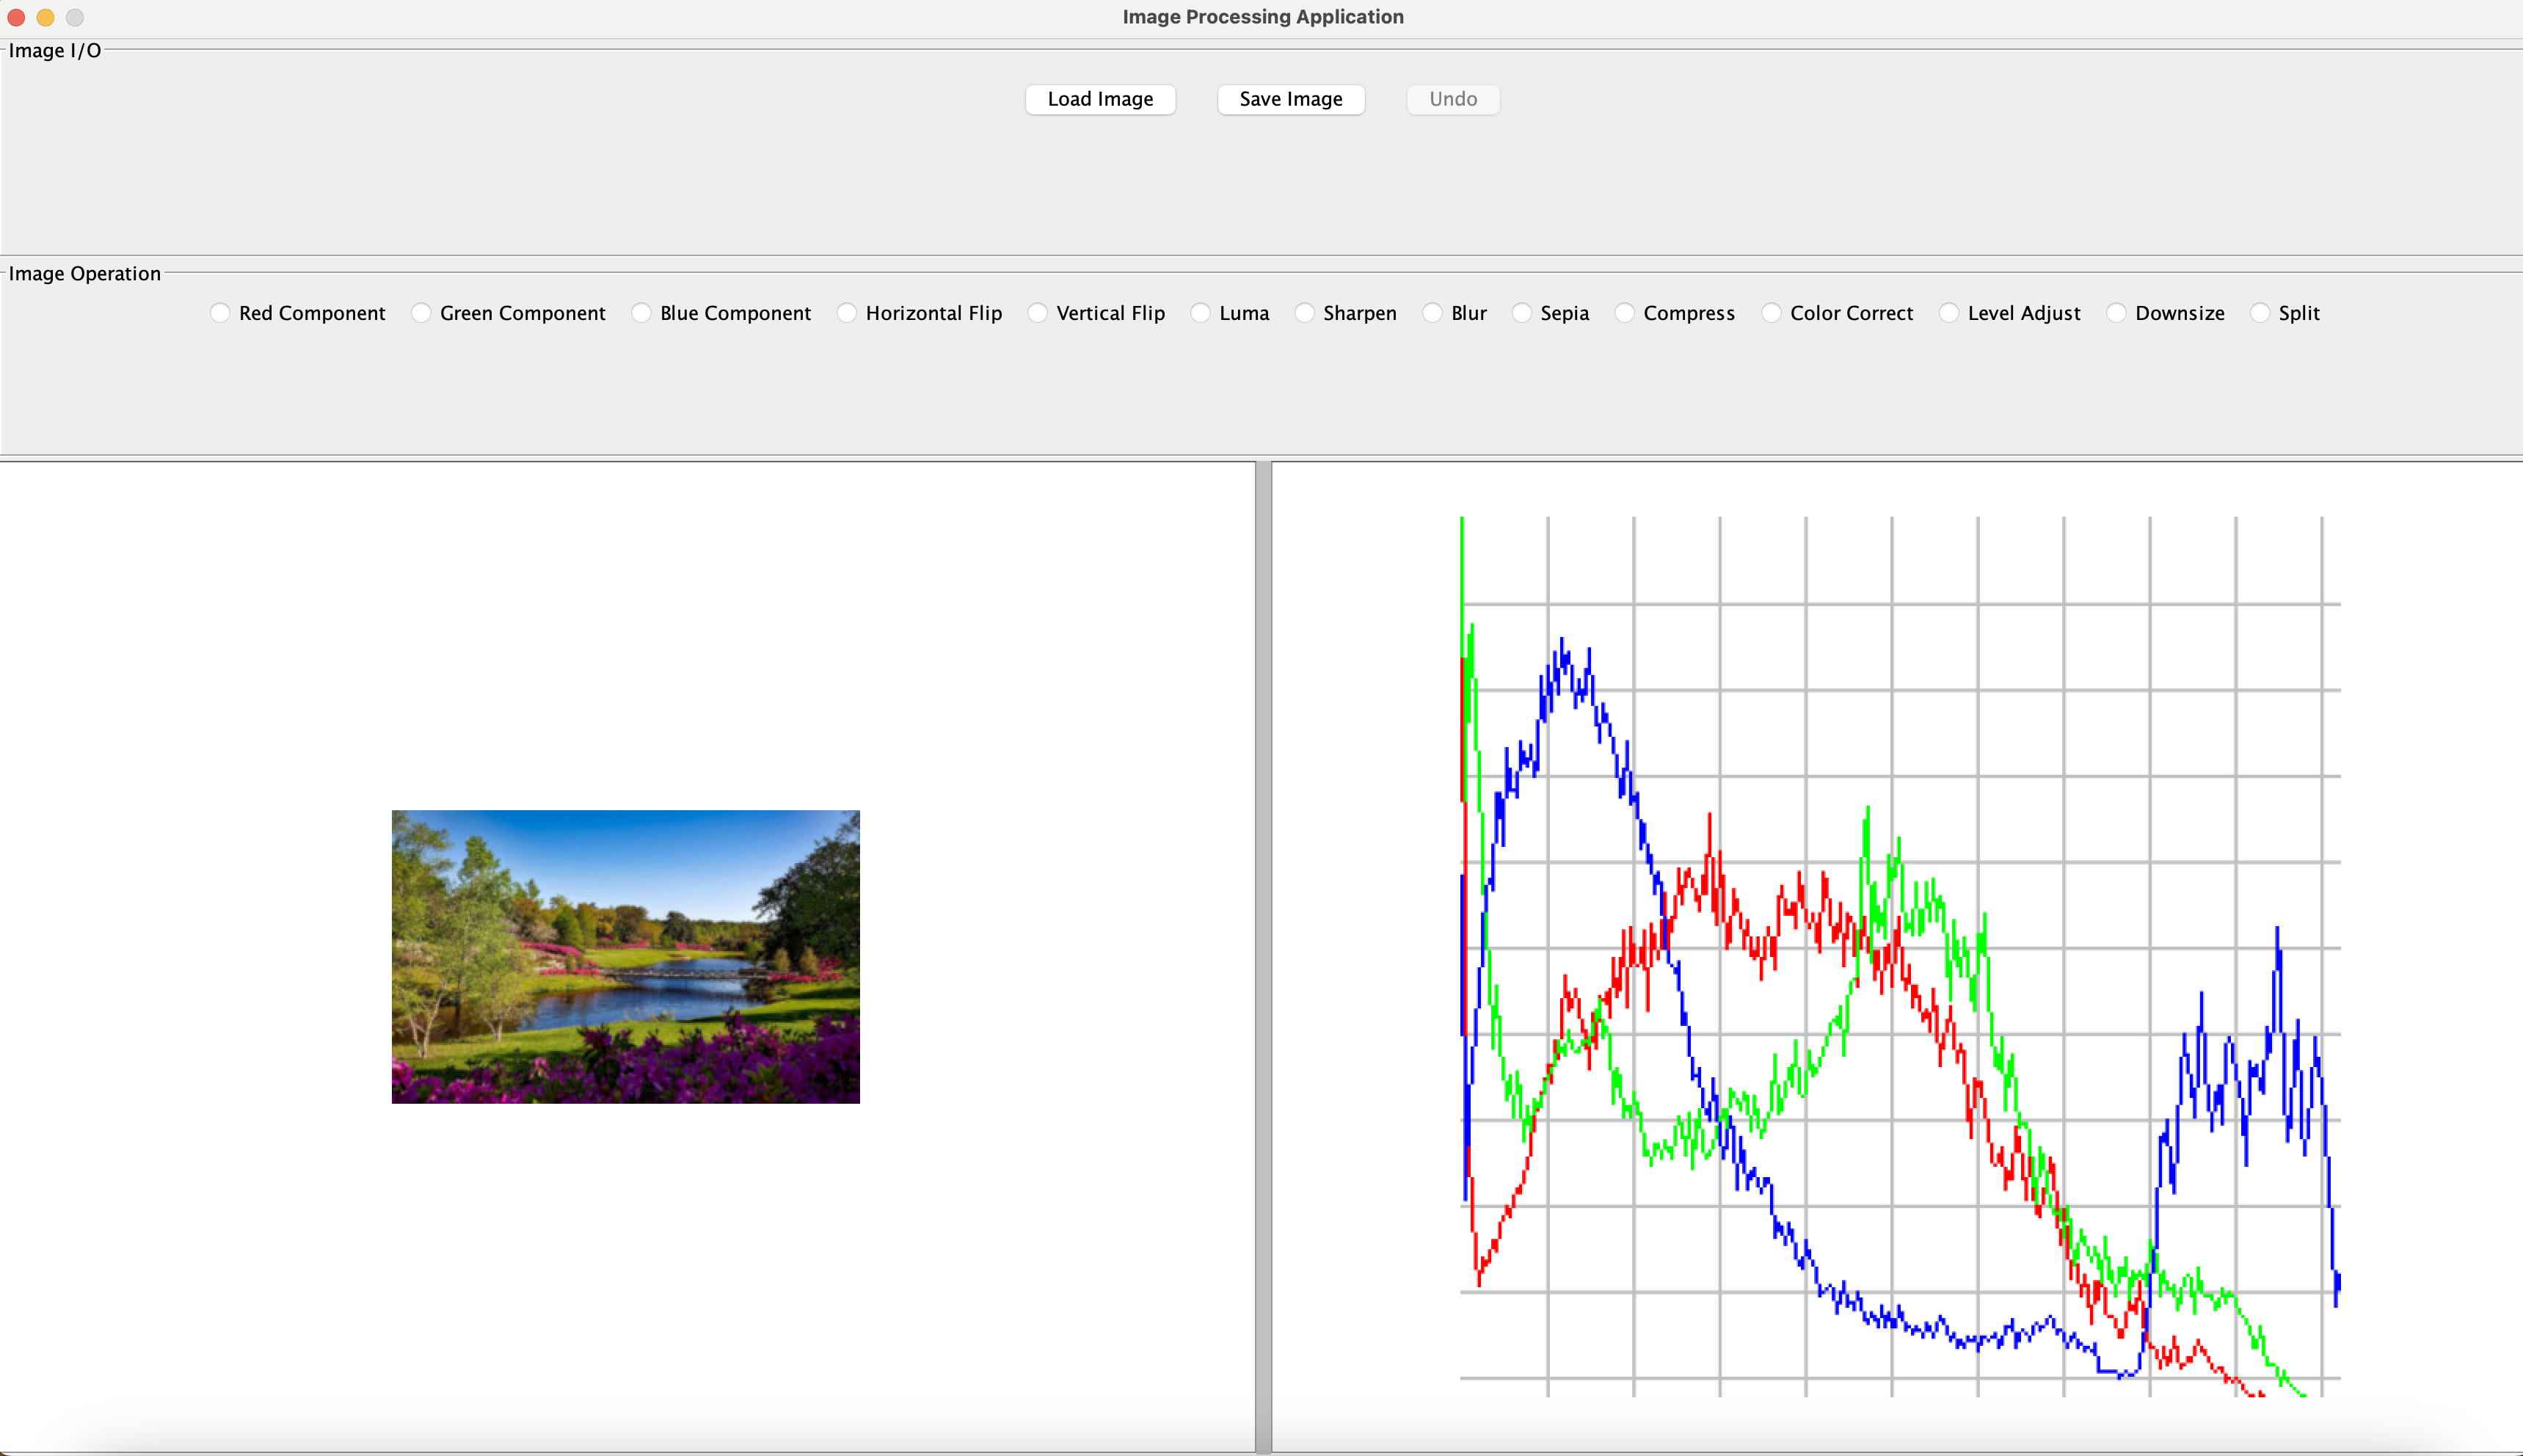 Image Processing Application
Image I/O
Load Image Save Image Undo
Image Operation
Red Component Green Component Blue Component Horizontal Flip Vertical Flip Luma Sharpen Blur Sepia Compress Color Correct Level Adjust Downsize Split